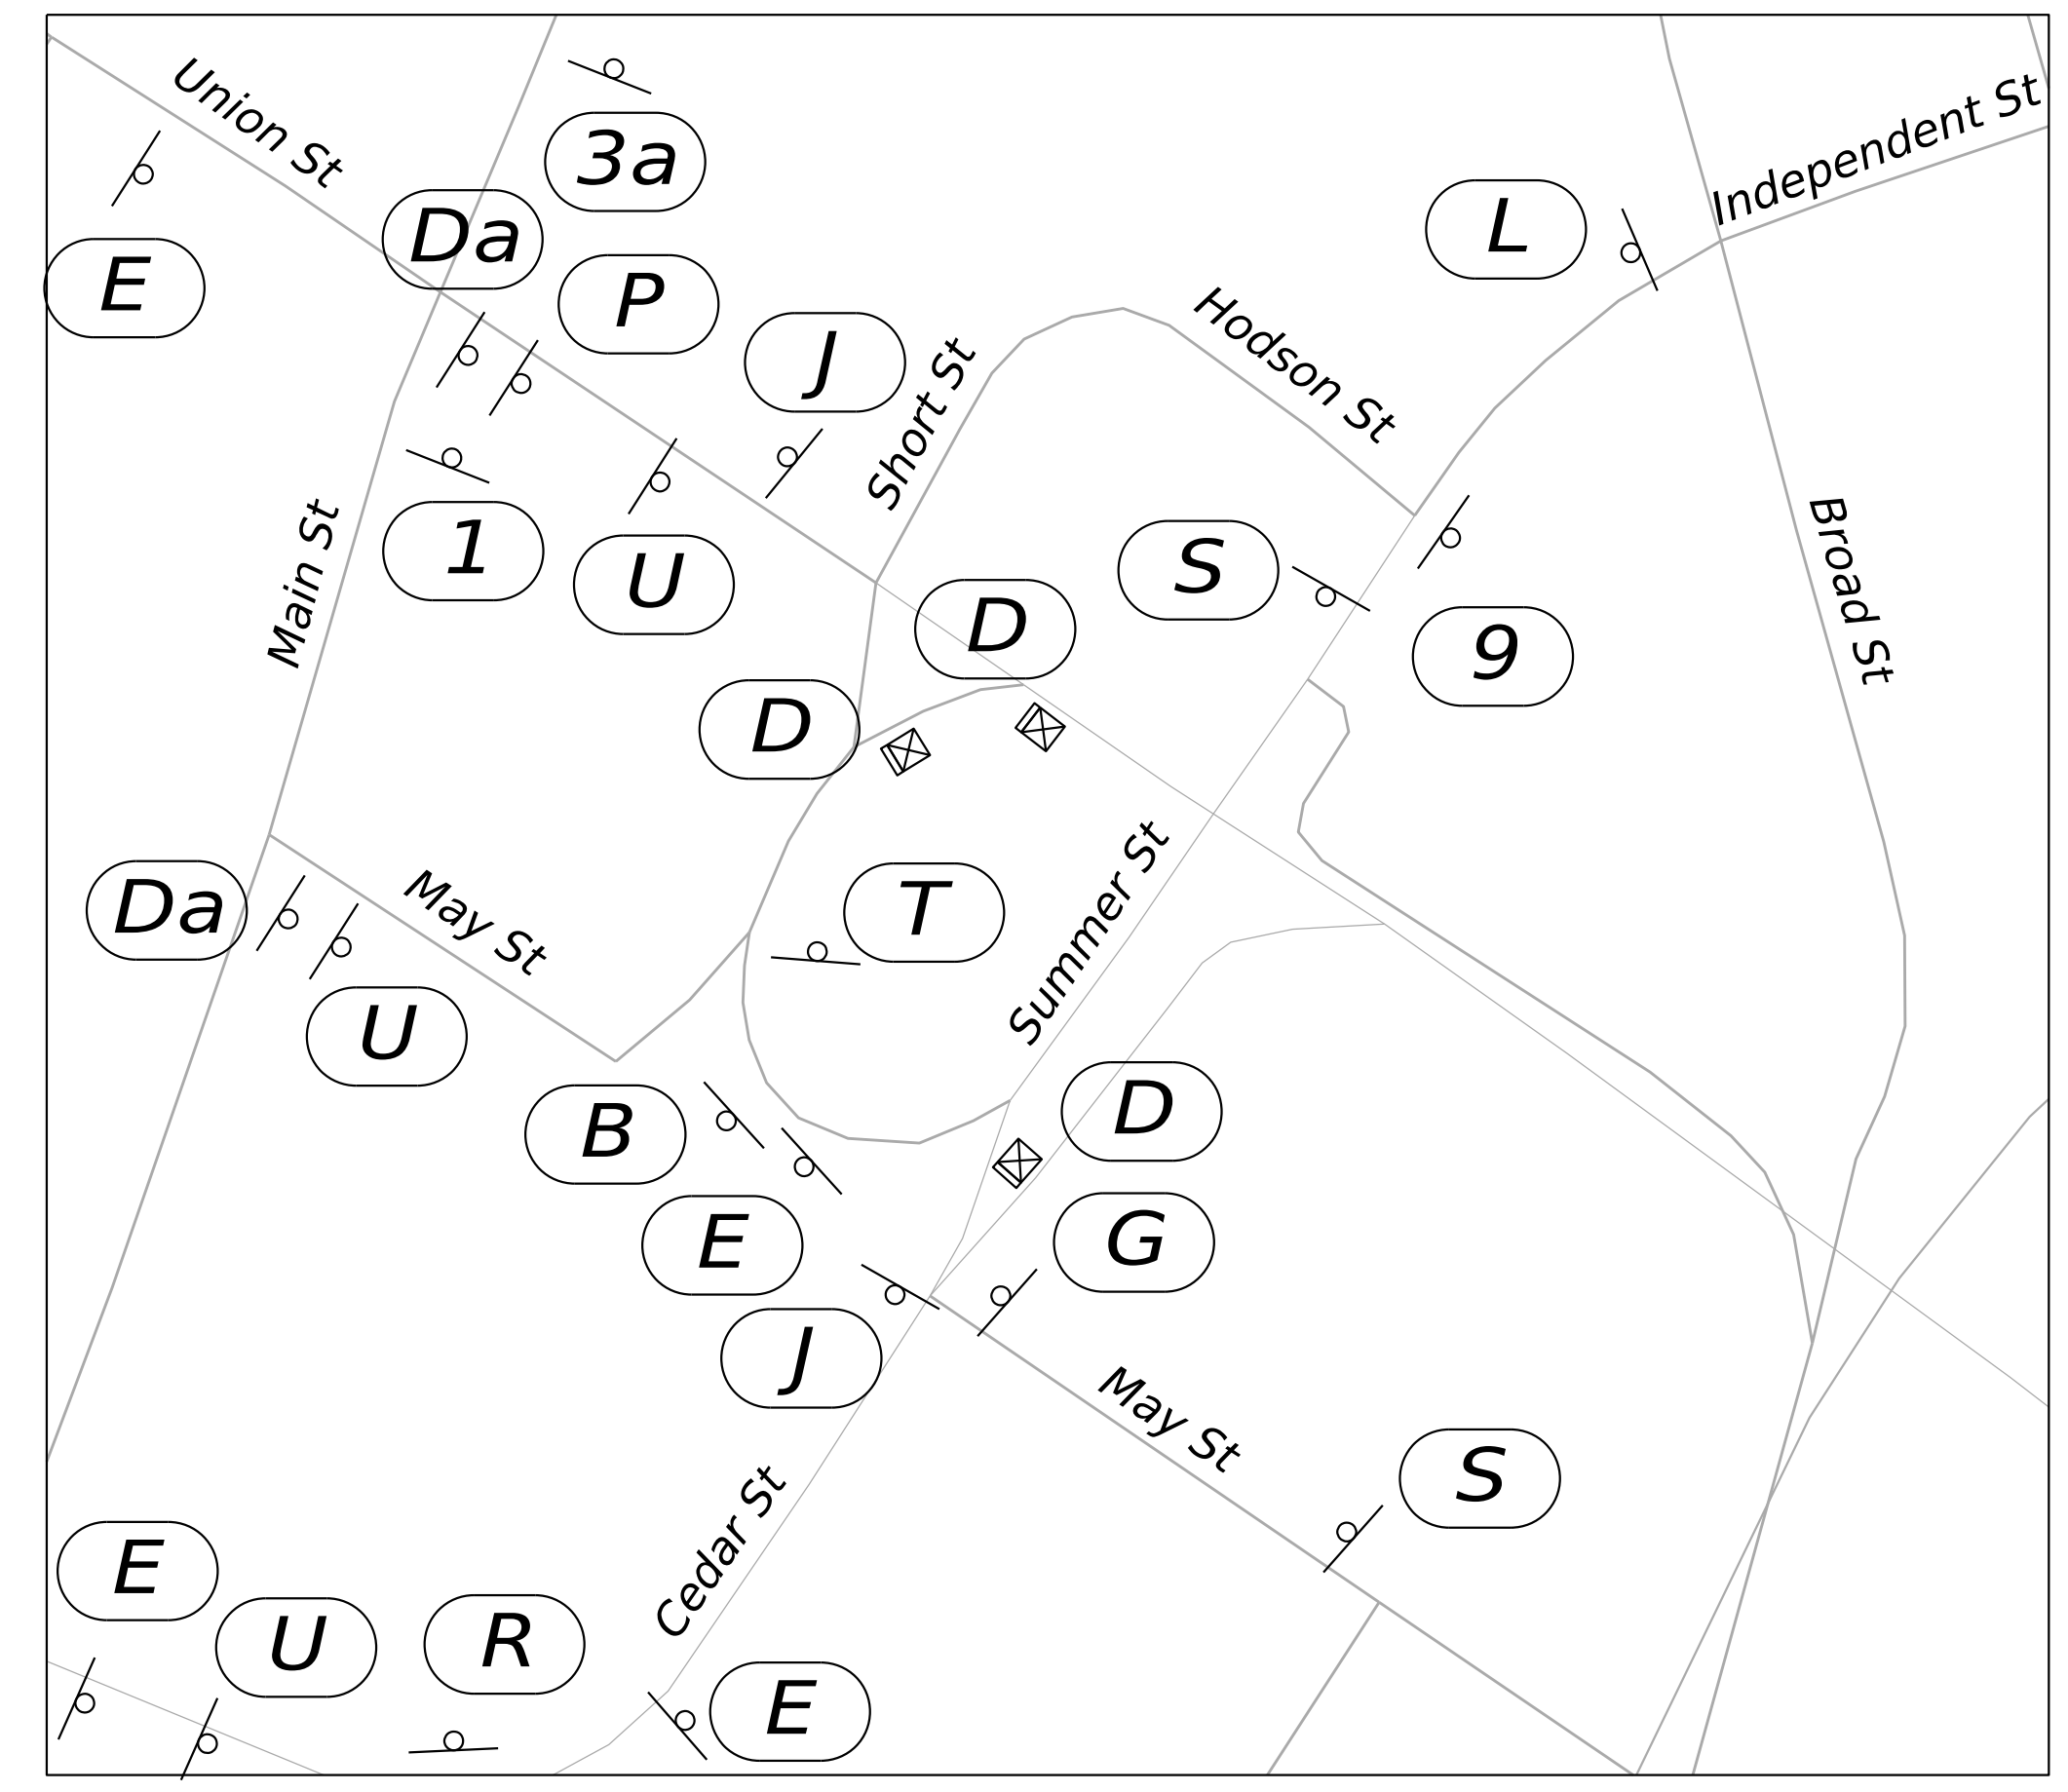 Union St
3a
Independent St
L
Da
E
P
Hodson St
J
Short St
1
S
Main St
U
D
9
Broad St
D
Da
May St
T
Summer St
U
B
D
E
G
J
May St
S
Cedar St
E
U
R
E